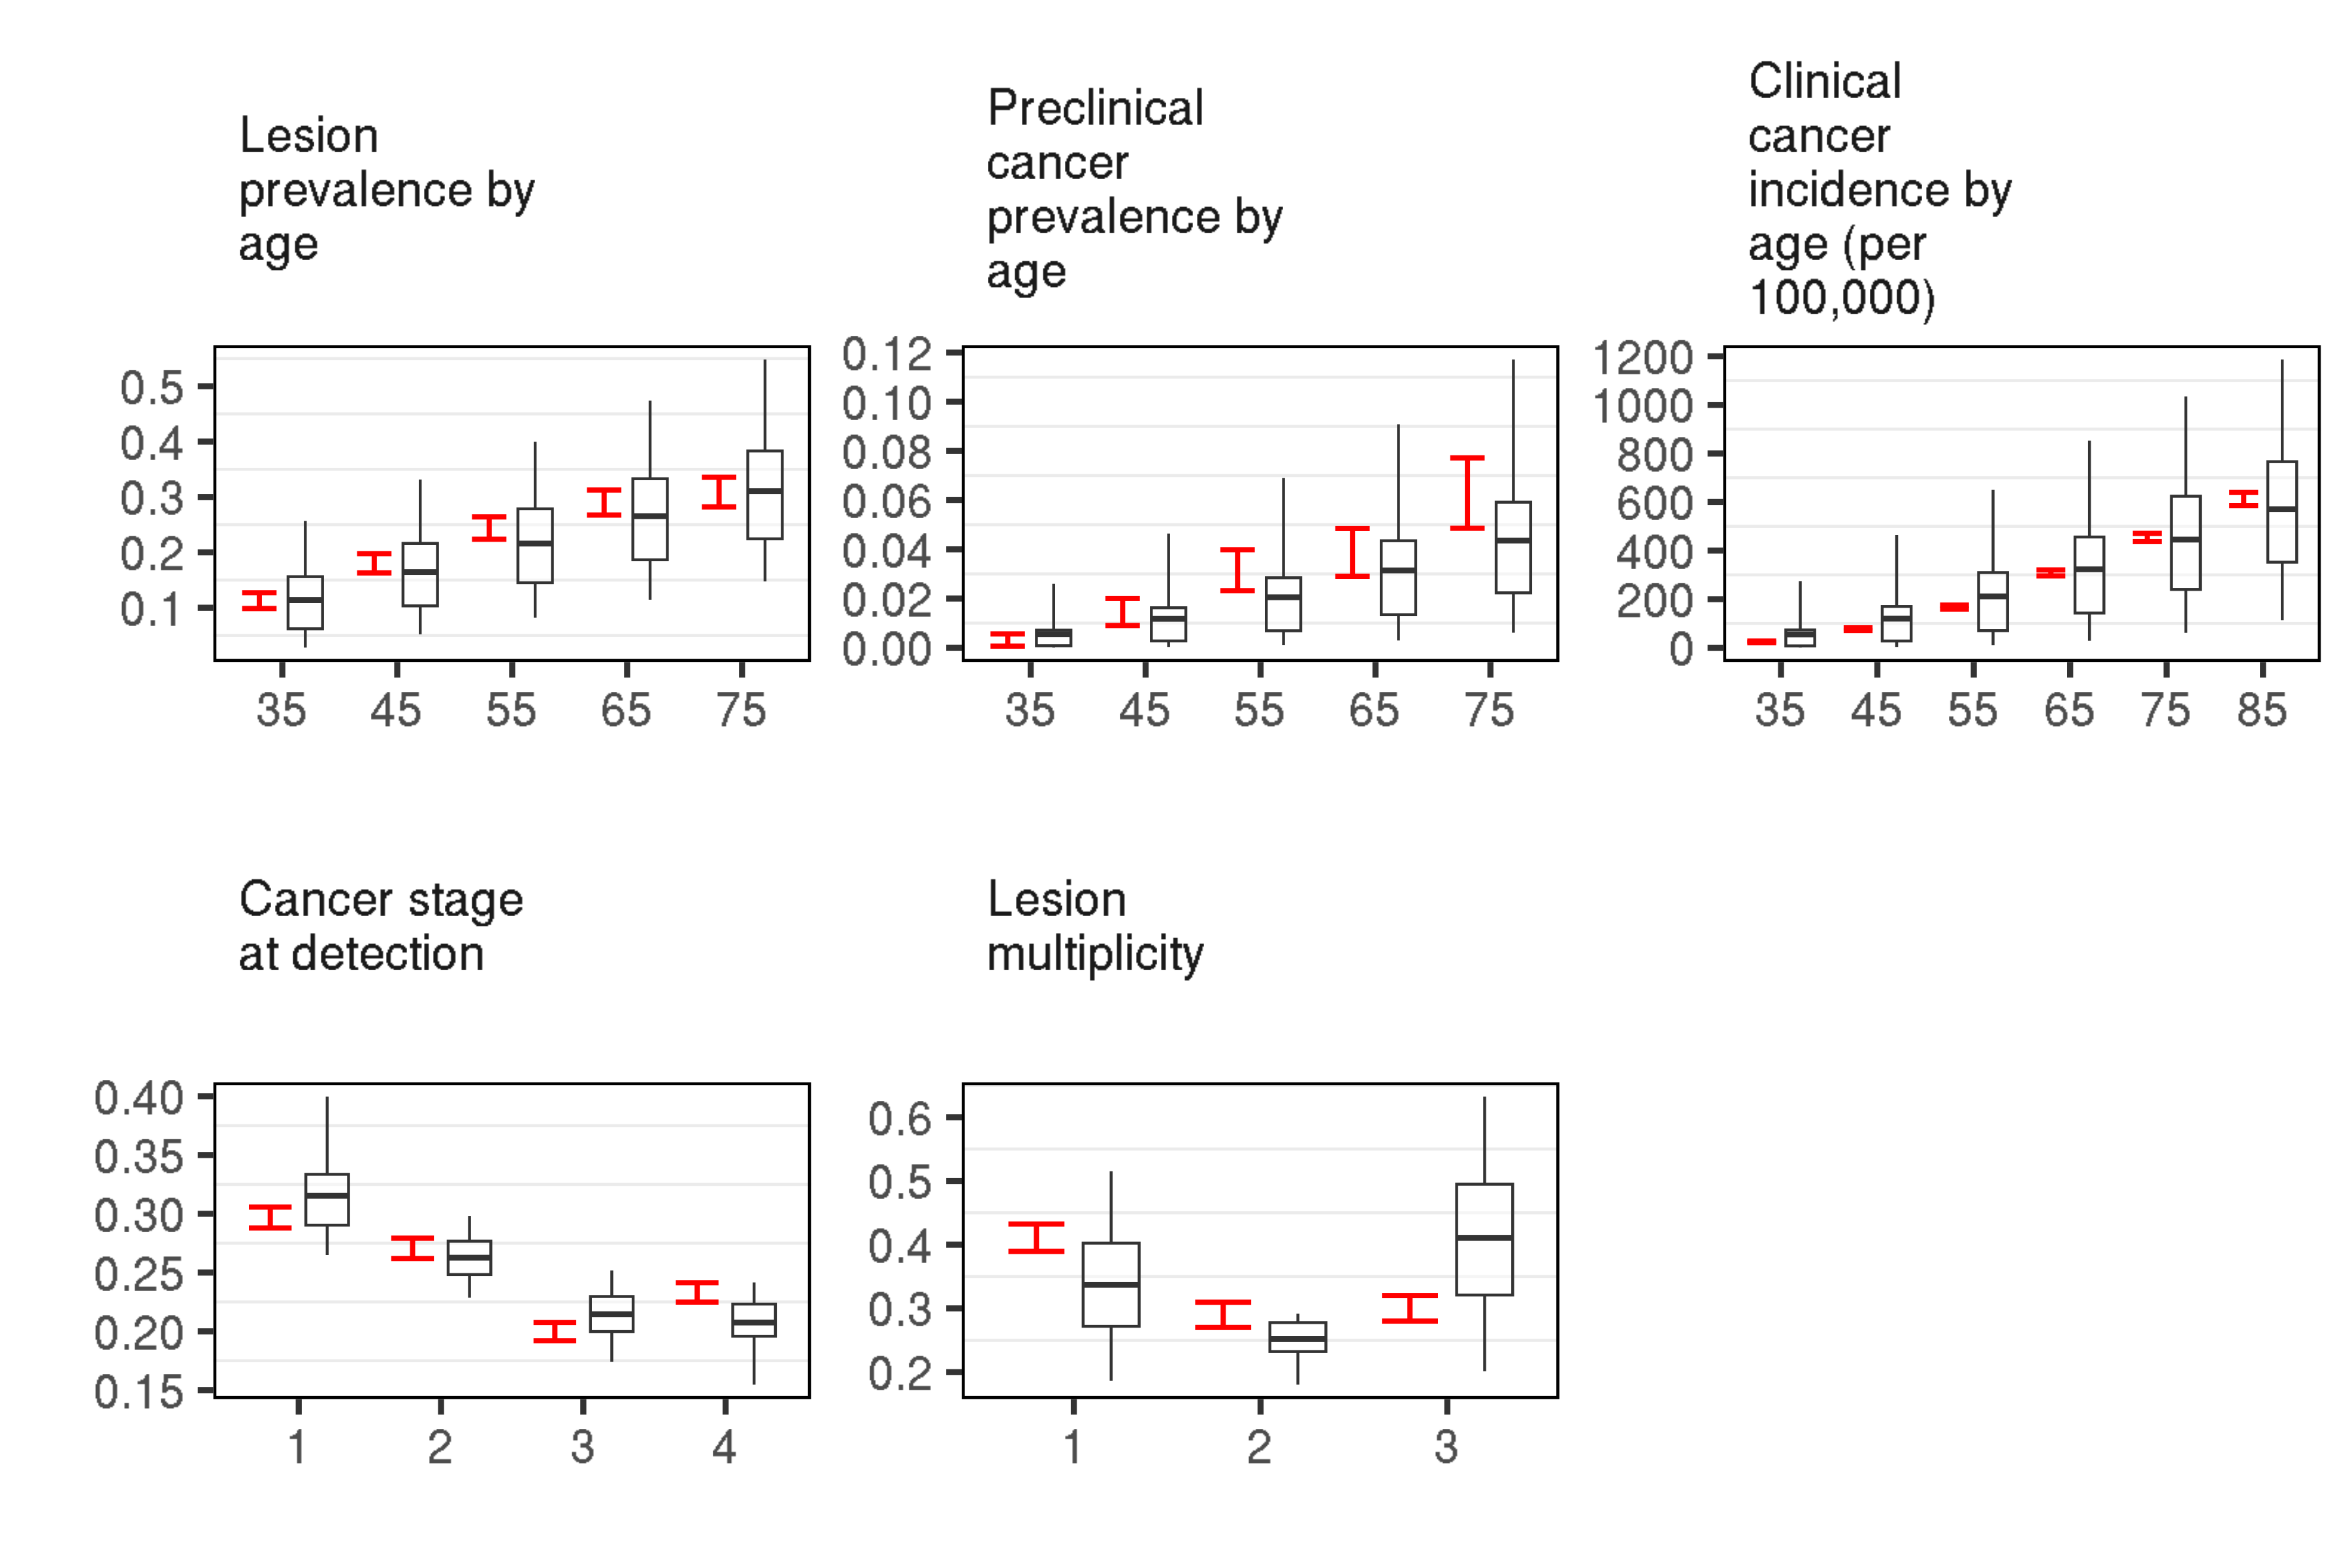 Lesion
prevalence by
age
0.5
0.4
0.3
0.2
0.1
35 45 55 65 75
Preclinical
cancer
prevalence by
age
0.12
0.10
0.08
0.06
0.04
0.02
0.00
35 45 55 65 75
Clinical
cancer
incidence by
age (per
100,000)
1200
1000
800
600
400
200
0
35 45 55 65 75 85
Cancer stage
at detection
0.40
0.35
0.30
0.25
0.20
0.15
1 2 3 4
Lesion
multiplicity
0.6
0.5
0.4
0.3
0.2
1 2 3